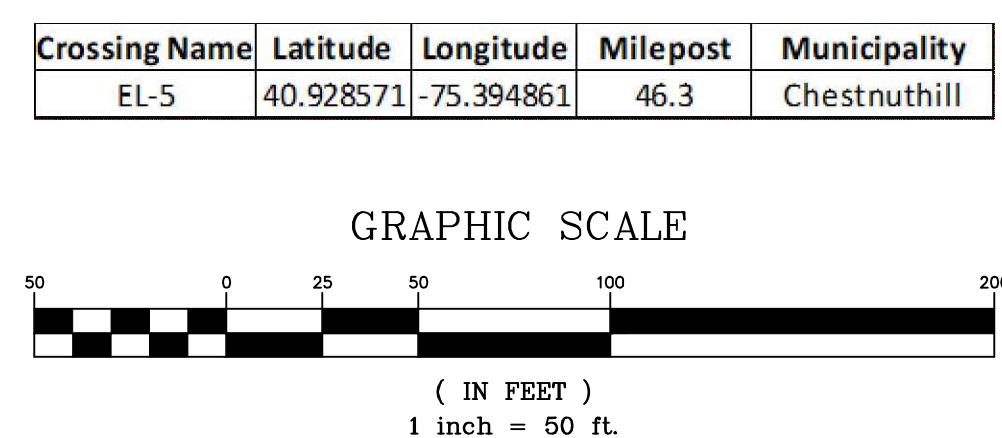 Crossing Name Latitude Longitude Milepost Municipality
EL-5 40.928571 -75.394861 46.3 Chestnuthill
GRAPHIC SCALE
50 0 25 50 100 200
( IN FEET )
1 inch = 50 ft.